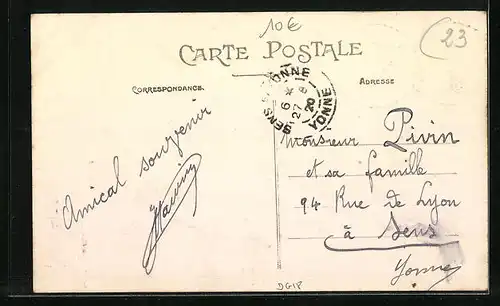 10€
23
CARTE POSTALE
CORRESPONDANCE.
ADRESSE
SENS YONNE
6 *
27 - 8
20
YONNE
Amical souvenir
Monsieur Pivin
et sa famille
94 Rue de Lyon
à Sens
Yonne
DG18